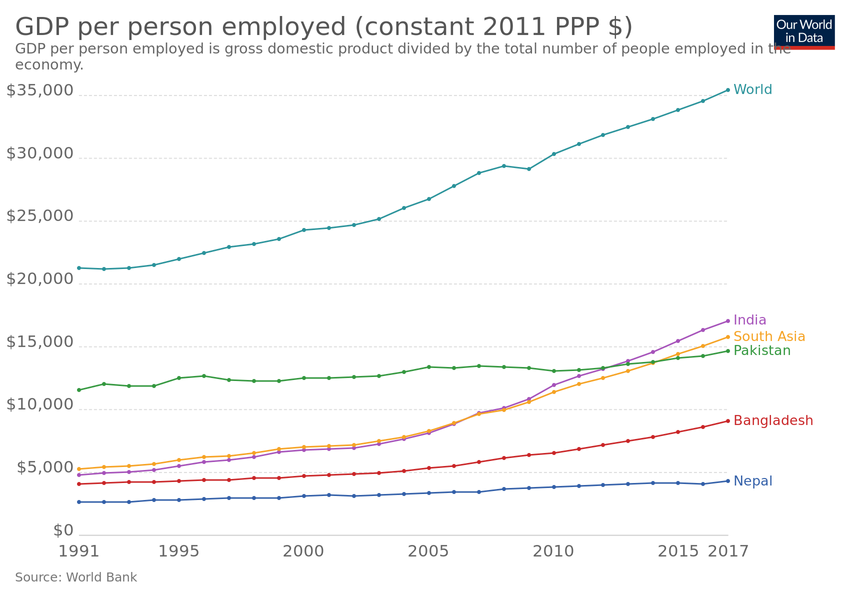 GDP per person employed (constant 2011 PPP $)
Our World
in Data
GDP per person employed is gross domestic product divided by the total number of people employed in the
economy.
$35,000
World
$30,000
$25,000
$20,000
India
South Asia
$15,000
Pakistan
$10,000
Bangladesh
$5,000
Nepal
$0
1991 1995 2000 2005 2010 2015 2017
Source: World Bank